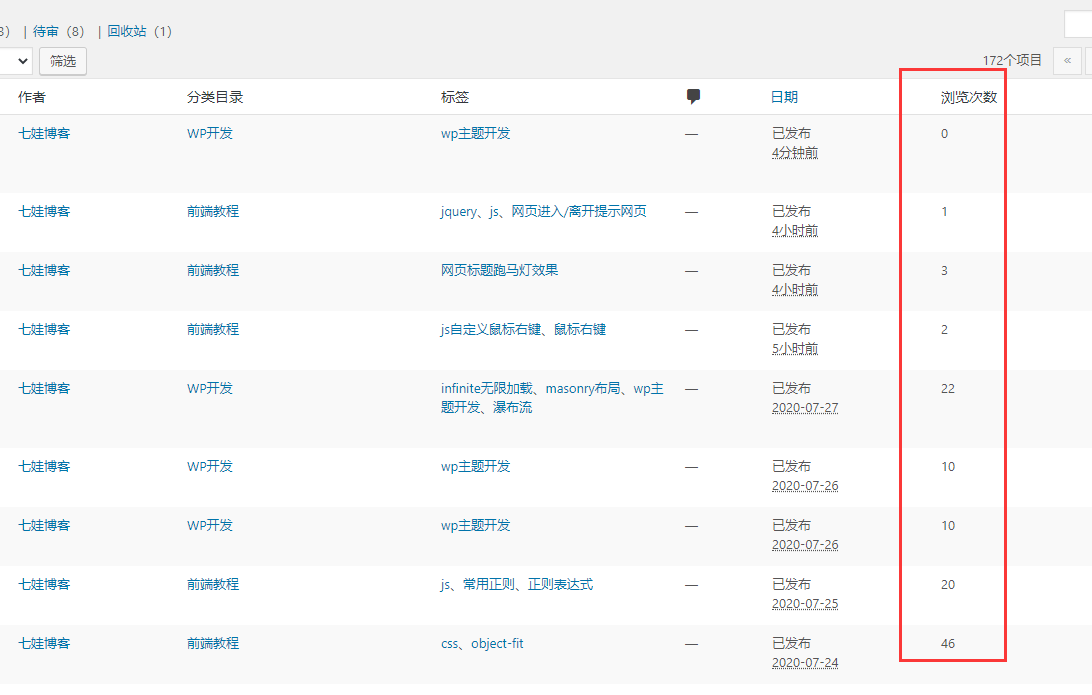 3） | 待审（8） | 回收站（1）
筛选 172个项目 «
作者 分类目录 标签 日期 浏览次数
七娃博客 WP开发 wp主题开发 — 已发布 0
4分钟前
七娃博客 前端教程 jquery、js、网页进入/离开提示网页 — 已发布 1
4小时前
七娃博客 前端教程 网页标题跑马灯效果 — 已发布 3
4小时前
七娃博客 前端教程 js自定义鼠标右键、鼠标右键 — 已发布 2
5小时前
七娃博客 WP开发 infinite无限加载、masonry布局、wp主 — 已发布 22
题开发、瀑布流 2020-07-27
七娃博客 WP开发 wp主题开发 — 已发布 10
2020-07-26
七娃博客 WP开发 wp主题开发 — 已发布 10
2020-07-26
七娃博客 前端教程 js、常用正则、正则表达式 — 已发布 20
2020-07-25
七娃博客 前端教程 css、object-fit — 已发布 46
2020-07-24